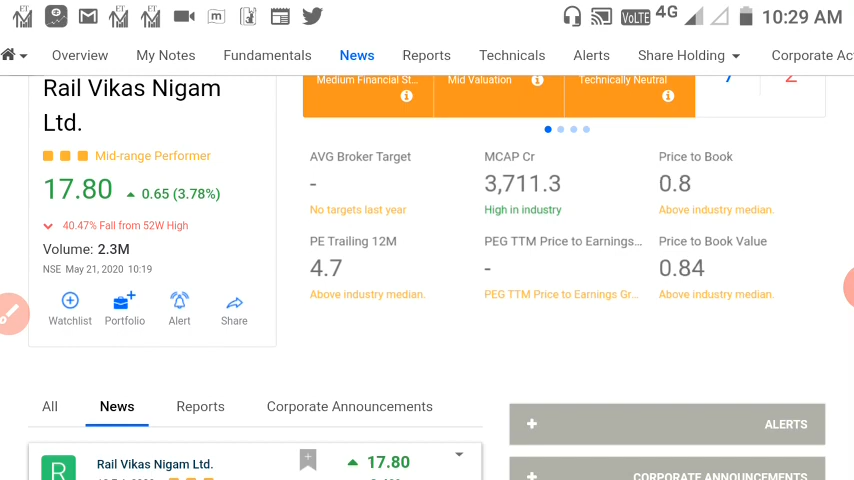 ET
ET
ET
m
VoLTE 4G 10:29 AM
Overview My Notes Fundamentals News Reports Technicals Alerts Share Holding Corporate Ac
Rail Vikas Nigam
Ltd.
Mid-range Performer
17.80 0.65 (3.78%)
40.47% Fall from 52W High
Volume: 2.3M
NSE May 21, 2020 10:19
Watchlist Portfolio Alert Share
Medium Financial St... Mid Valuation Technically Neutral
AVG Broker Target MCAP Cr Price to Book
- 3,711.3 0.8
No targets last year High in industry Above industry median.
PE Trailing 12M PEG TTM Price to Earnings... Price to Book Value
4.7 - 0.84
Above industry median. PEG TTM Price to Earnings Gr... Above industry median.
All News Reports Corporate Announcements
+ ALERTS
R Rail Vikas Nigam Ltd. 17.80
+ CORPORATE ANNOUNCEMENTS